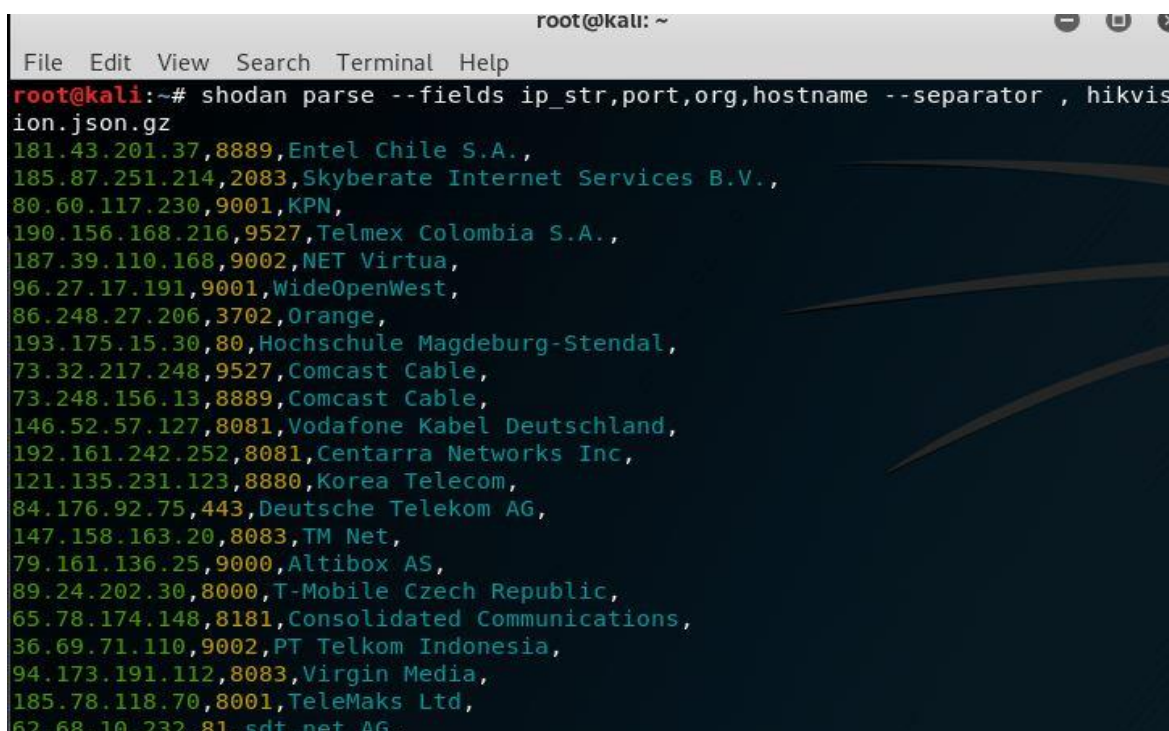 root@kali: ~
File Edit View Search Terminal Help
root@kali:~# shodan parse --fields ip_str,port,org,hostname --separator , hikvis
ion.json.gz
181.43.201.37,8889,Entel Chile S.A.,
185.87.251.214,2083,Skyberate Internet Services B.V.,
80.60.117.230,9001,KPN,
190.156.168.216,9527,Telmex Colombia S.A.,
187.39.110.168,9002,NET Virtua,
96.27.17.191,9001,WideOpenWest,
86.248.27.206,3702,Orange,
193.175.15.30,80,Hochschule Magdeburg-Stendal,
73.32.217.248,9527,Comcast Cable,
73.248.156.13,8889,Comcast Cable,
146.52.57.127,8081,Vodafone Kabel Deutschland,
192.161.242.252,8081,Centarra Networks Inc,
121.135.231.123,8880,Korea Telecom,
84.176.92.75,443,Deutsche Telekom AG,
147.158.163.20,8083,TM Net,
79.161.136.25,9000,Altibox AS,
89.24.202.30,8000,T-Mobile Czech Republic,
65.78.174.148,8181,Consolidated Communications,
36.69.71.110,9002,PT Telkom Indonesia,
94.173.191.112,8083,Virgin Media,
185.78.118.70,8001,TeleMaks Ltd,
62.68.10.232,81,sdt.net AG,